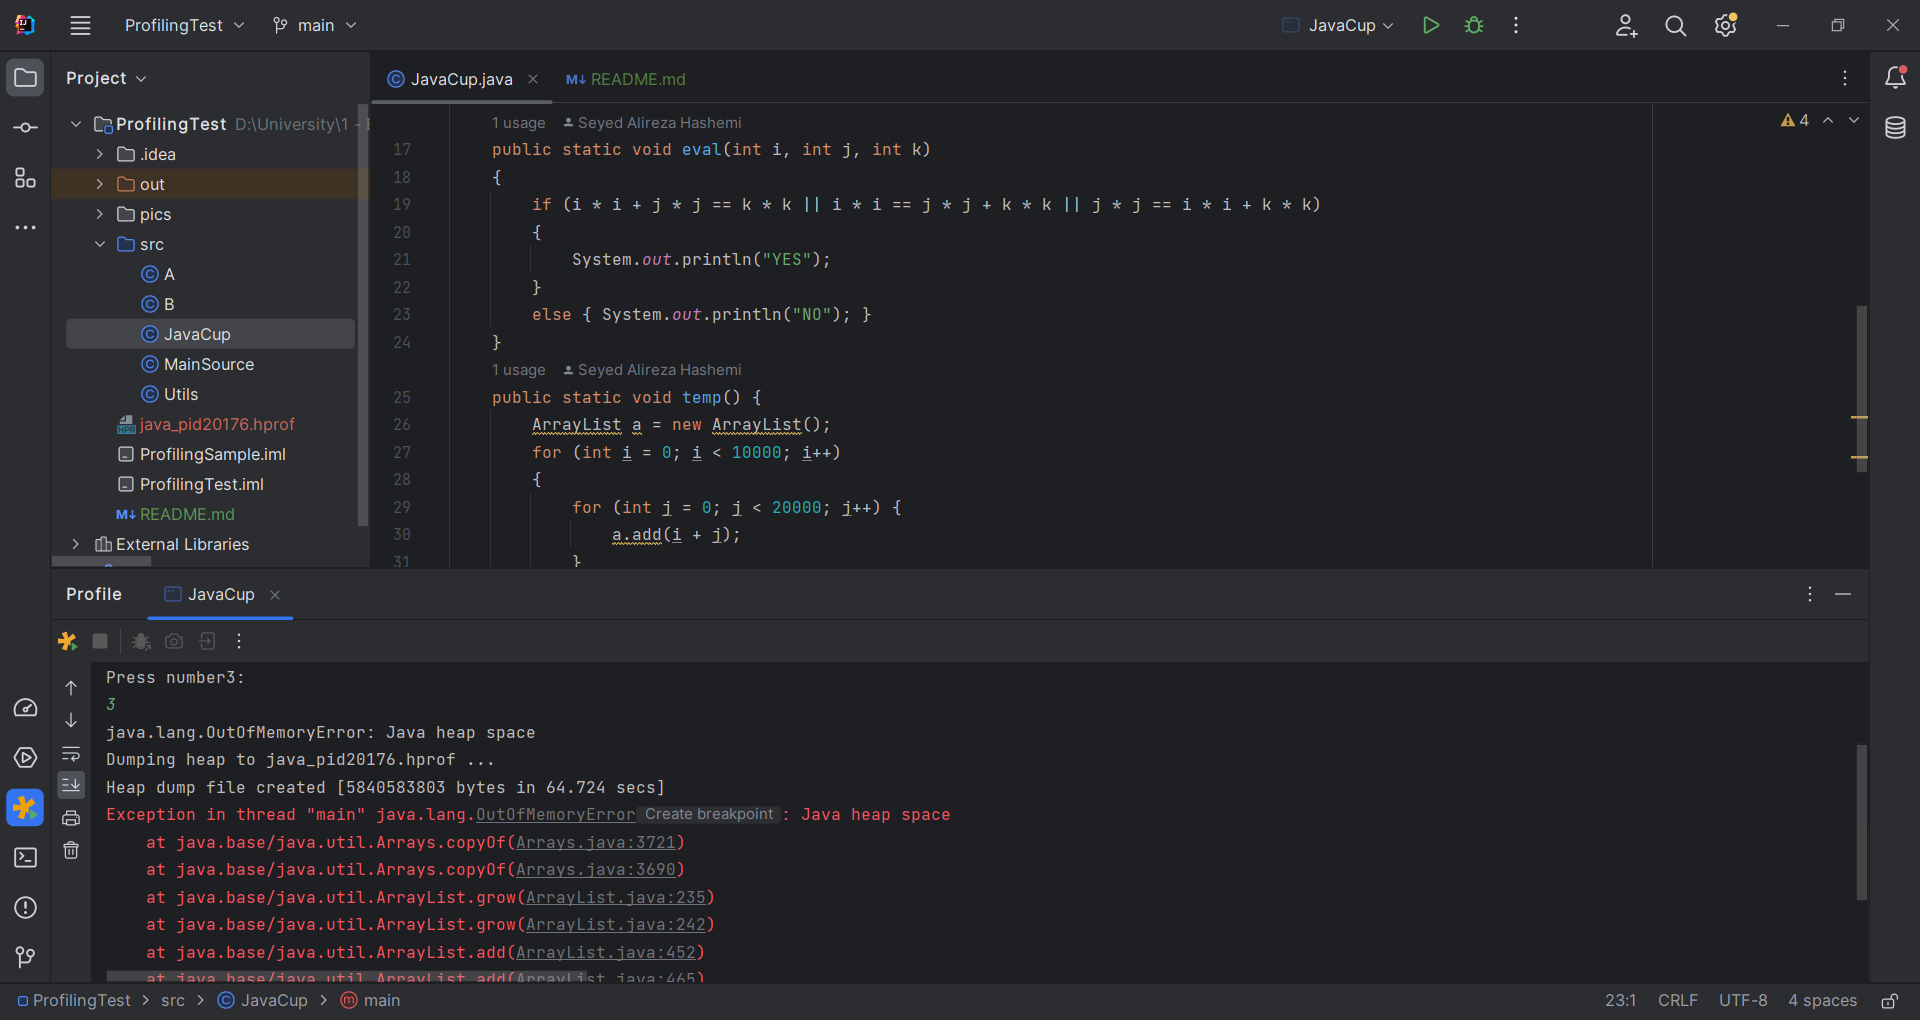 ProfilingTest
main
JavaCup
Project
JavaCup.java
README.md
ProfilingTest D:\University\1 -
.idea
out
pics
src
A
B
JavaCup
MainSource
Utils
java_pid20176.hprof
ProfilingSample.iml
ProfilingTest.iml
README.md
External Libraries
4
1 usage Seyed Alireza Hashemi
17 public static void eval(int i, int j, int k)
18 {
19 if (i * i + j * j == k * k || i * i == j * j + k * k || j * j == i * i + k * k)
20 {
21 System.out.println("YES");
22 }
23 else { System.out.println("NO"); }
24 }
1 usage Seyed Alireza Hashemi
25 public static void temp() {
26 ArrayList a = new ArrayList();
27 for (int i = 0; i < 10000; i++)
28 {
29 for (int j = 0; j < 20000; j++) {
30 a.add(i + j);
31 }
Profile
JavaCup
Press number3:
3
java.lang.OutOfMemoryError: Java heap space
Dumping heap to java_pid20176.hprof ...
Heap dump file created [5840583803 bytes in 64.724 secs]
Exception in thread "main" java.lang.OutOfMemoryError Create breakpoint : Java heap space
at java.base/java.util.Arrays.copyOf(Arrays.java:3721)
at java.base/java.util.Arrays.copyOf(Arrays.java:3690)
at java.base/java.util.ArrayList.grow(ArrayList.java:235)
at java.base/java.util.ArrayList.grow(ArrayList.java:242)
at java.base/java.util.ArrayList.add(ArrayList.java:452)
at java.base/java.util.ArrayList.add(ArrayList.java:465)
ProfilingTest > src > JavaCup > main
23:1 CRLF UTF-8 4 spaces